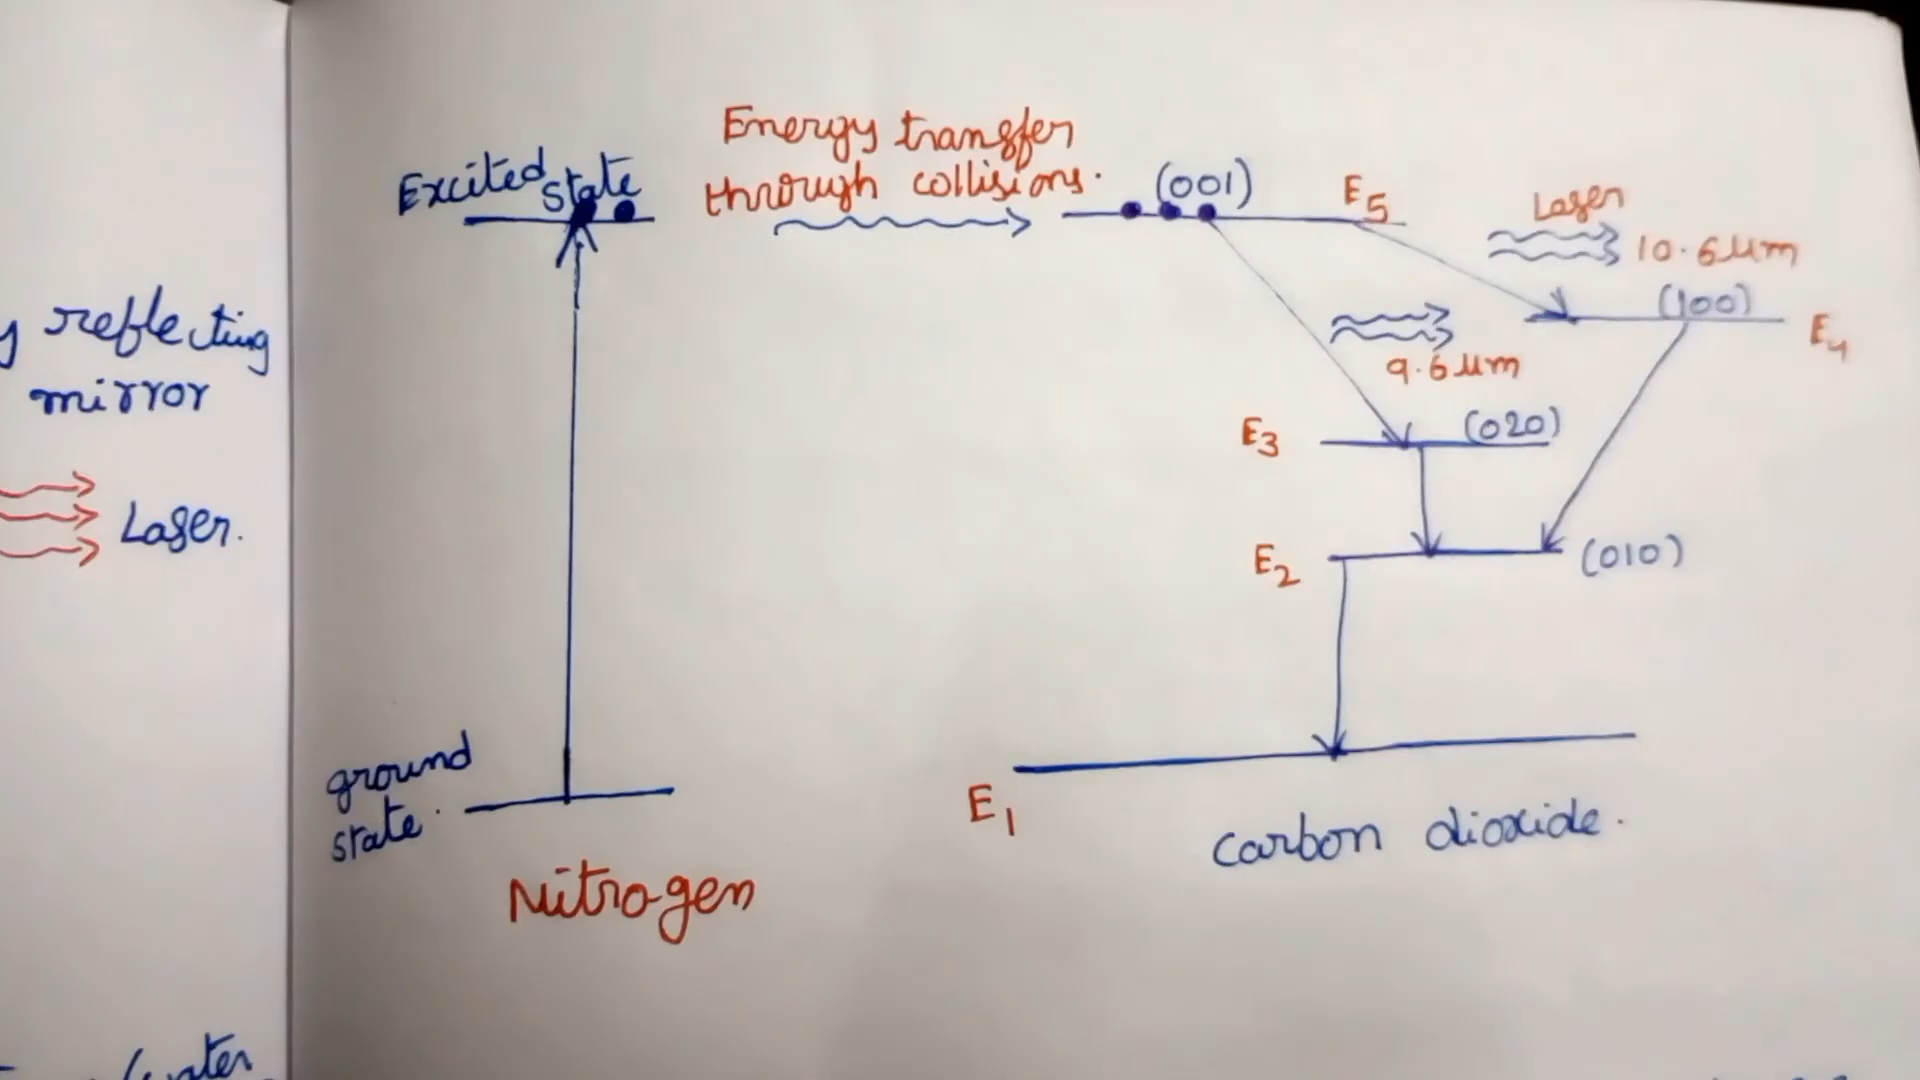 reflecting
mirror
Laser.
Excited state
Energy transfer
through collisions.
(001)
E5
Laser
10.6 μm
(100)
E4
9.6 μm
E3
(020)
E2
(010)
ground
state.
E1
Carbon dioxide.
Nitrogen